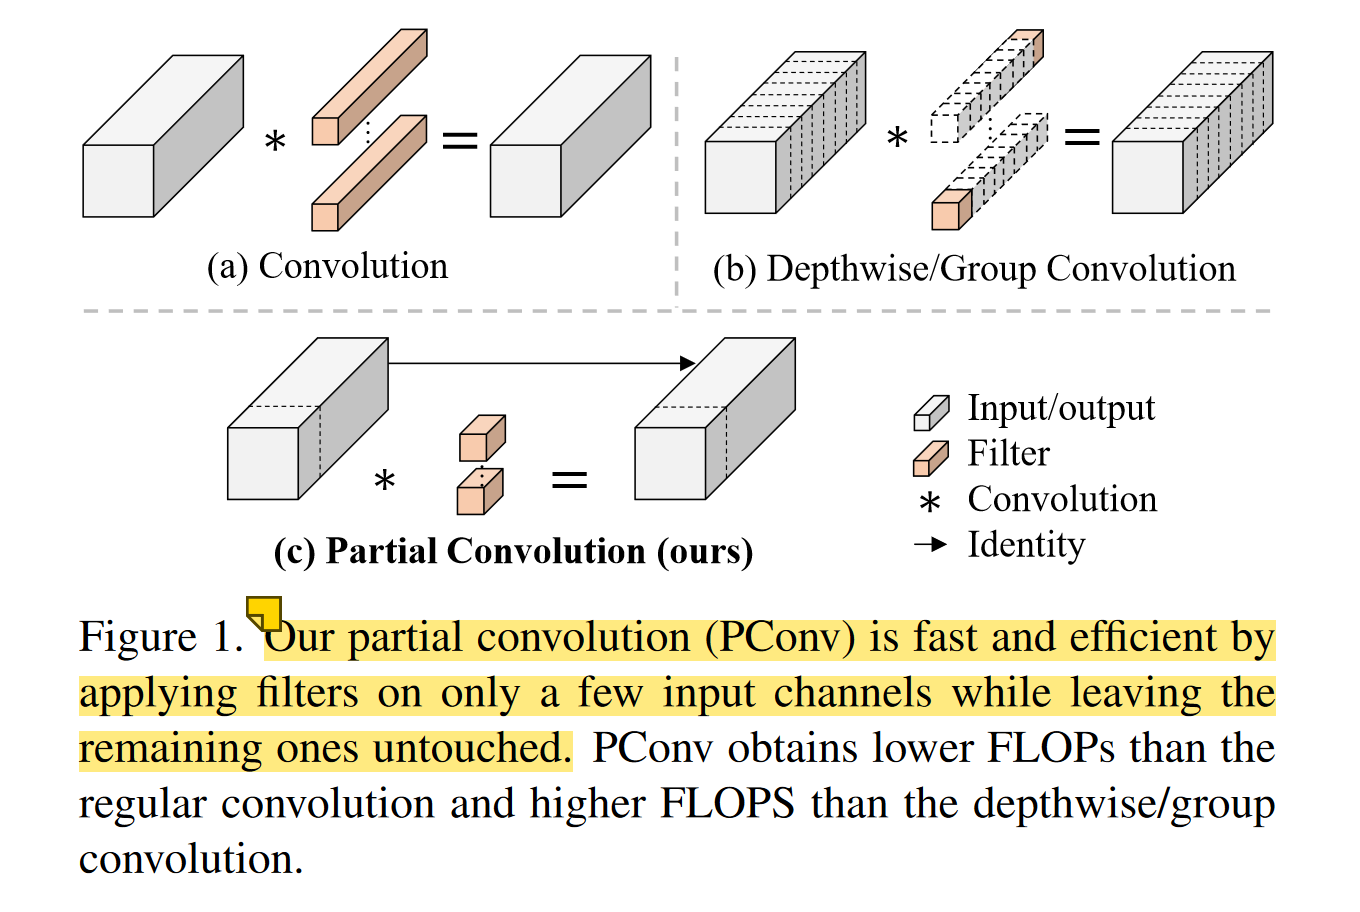 (a) Convolution
(b) Depthwise/Group Convolution
(c) Partial Convolution (ours)
Input/output
Filter
Convolution
Identity
Figure 1. Our partial convolution (PConv) is fast and efficient by
applying filters on only a few input channels while leaving the
remaining ones untouched. PConv obtains lower FLOPs than the
regular convolution and higher FLOPS than the depthwise/group
convolution.